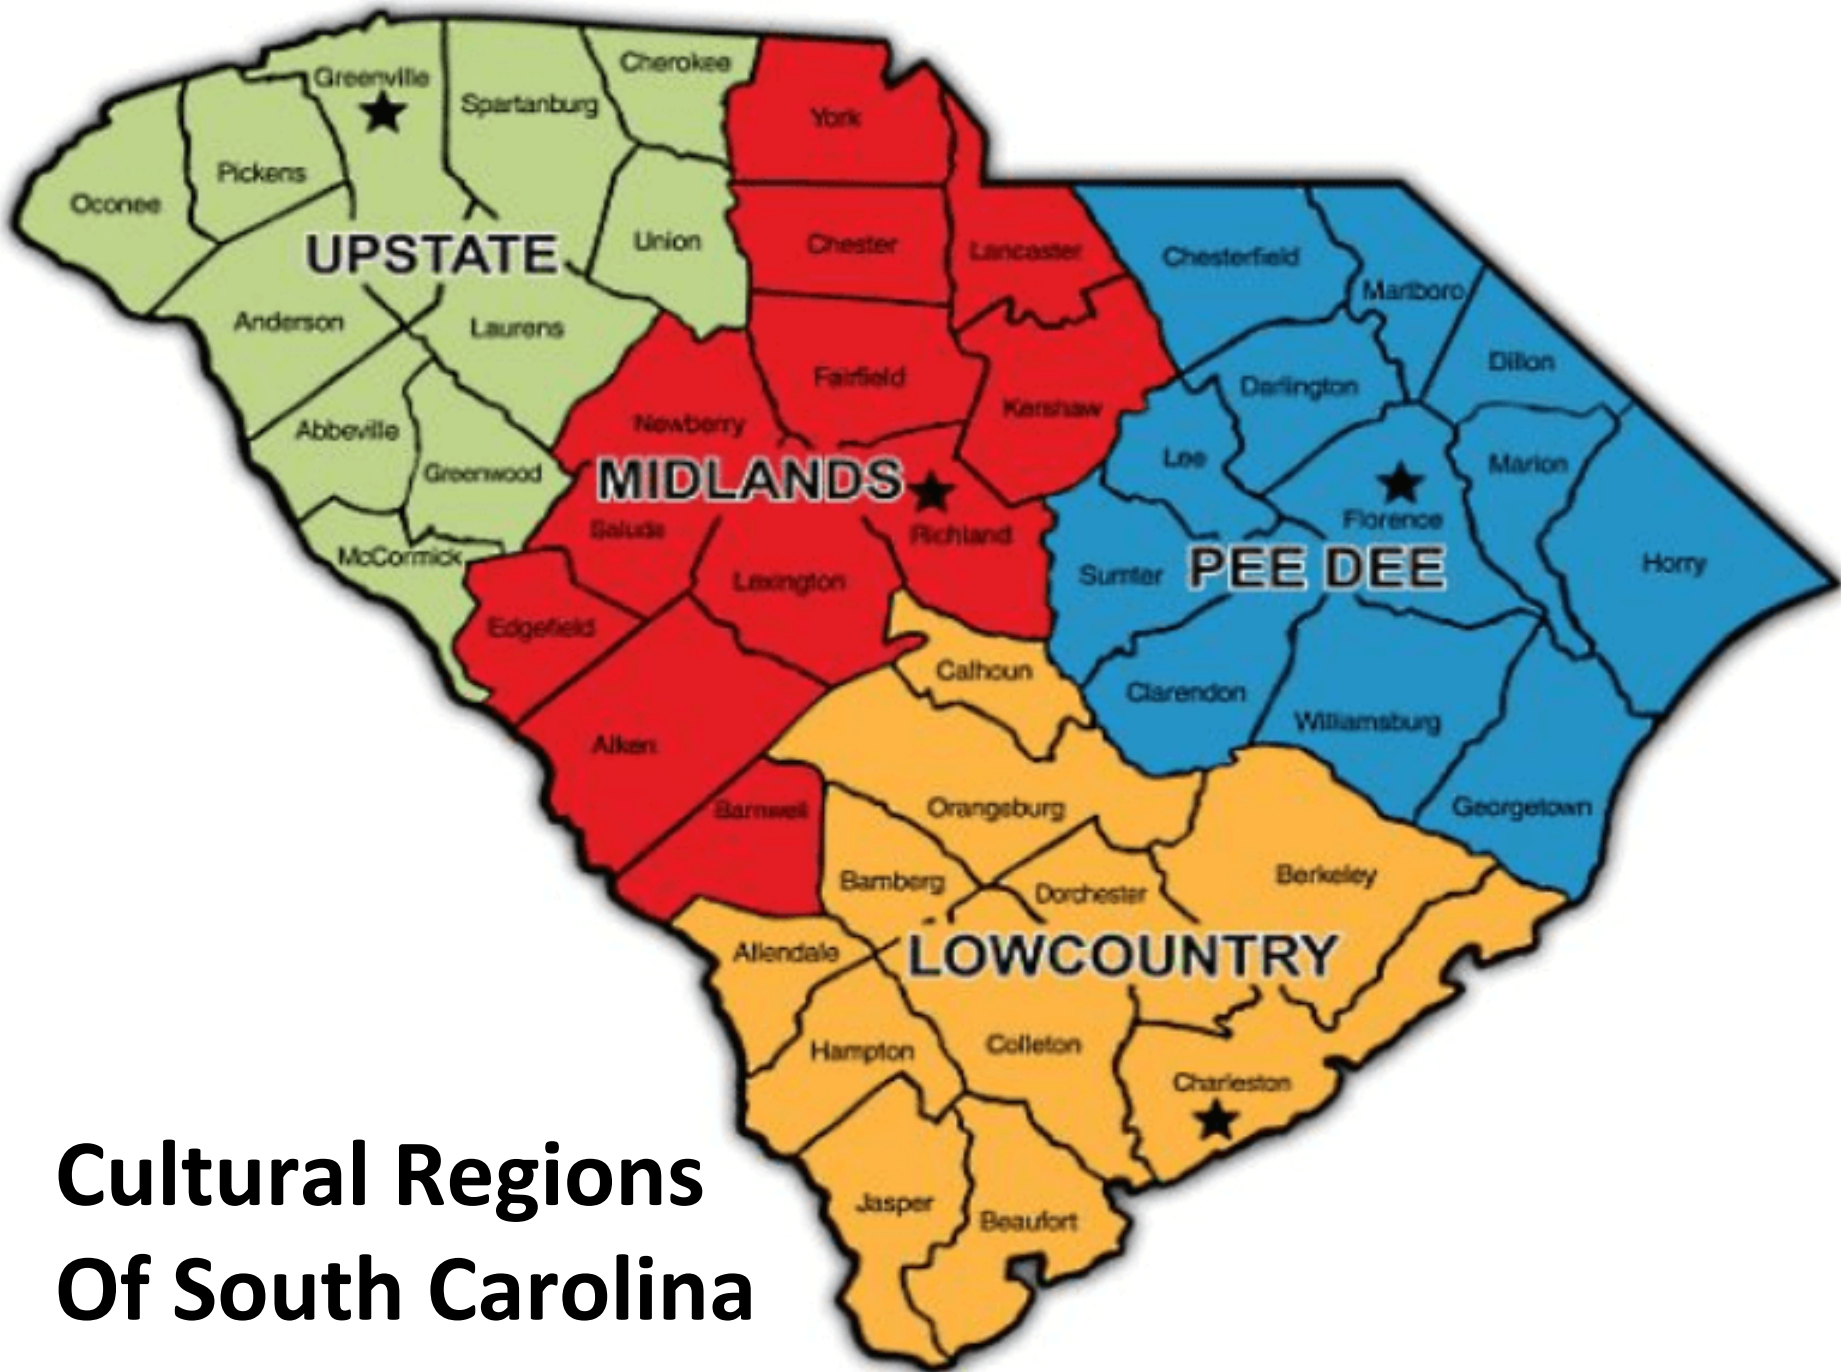 Cherokee
Greenville
Spartanburg
York
Pickens
Oconee
UPSTATE
Union
Chester
Lancaster
Chesterfield
Marlboro
Anderson
Laurens
Dillon
Fairfield
Darlington
Kershaw
Newberry
Abbeville
Greenwood
Lee
Marion
MIDLANDS
Florence
Saluda
Richland
McCormick
Horry
PEE DEE
Sumter
Lexington
Edgefield
Calhoun
Clarendon
Williamsburg
Aiken
Barnwell
Orangeburg
Georgetown
Berkeley
Bamberg
Dorchester
Allendale
LOWCOUNTRY
Hampton
Colleton
Charleston
Jasper
Beaufort
Cultural Regions
Of South Carolina